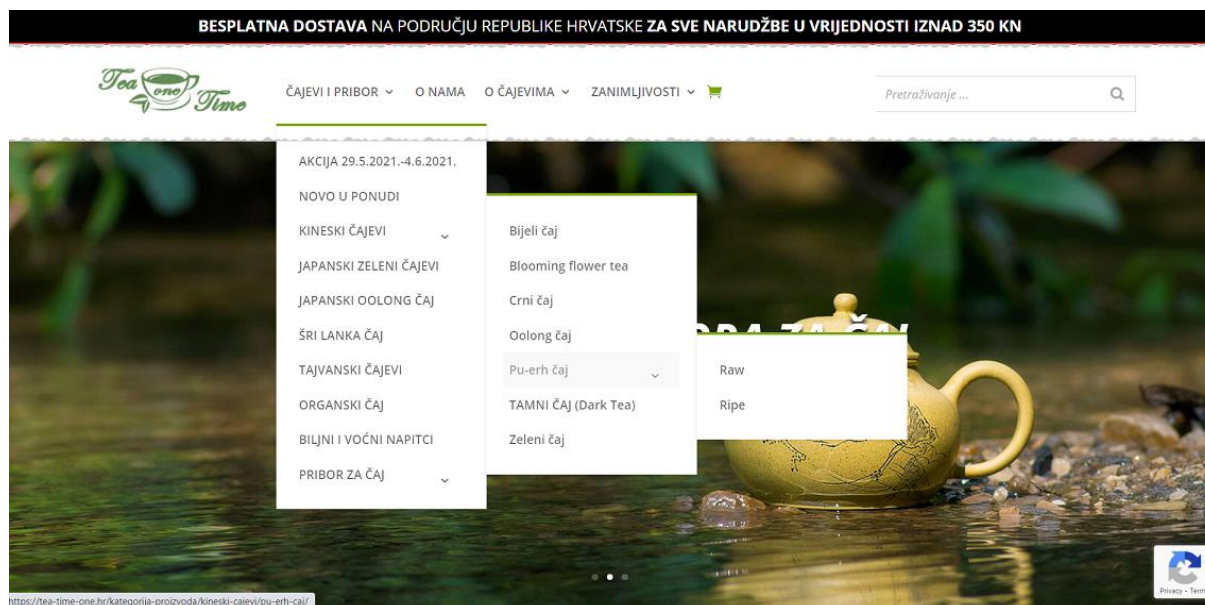 BESPLATNA DOSTAVA NA PODRUČJU REPUBLIKE HRVATSKE ZA SVE NARUDŽBE U VRIJEDNOSTI IZNAD 350 KN
Tea one Time
ČAJEVI I PRIBOR O NAMA O ČAJEVIMA ZANIMLJIVOSTI
Pretraživanje ...
AKCIJA 29.5.2021.-4.6.2021.
NOVO U PONUDI
KINESKI ČAJEVI
JAPANSKI ZELENI ČAJEVI
JAPANSKI OOLONG ČAJ
ŠRI LANKA ČAJ
TAJVANSKI ČAJEVI
ORGANSKI ČAJ
BILJNI I VOĆNI NAPITCI
PRIBOR ZA ČAJ
Bijeli čaj
Blooming flower tea
Crni čaj
Oolong čaj
Pu-erh čaj
TAMNI ČAJ (Dark Tea)
Zeleni čaj
Raw
Ripe
ZA ČAJ
Privacy - Term
https://tea-time-one.hr/kategorija-proizvoda/kineski-cajevi/pu-erh-caj/